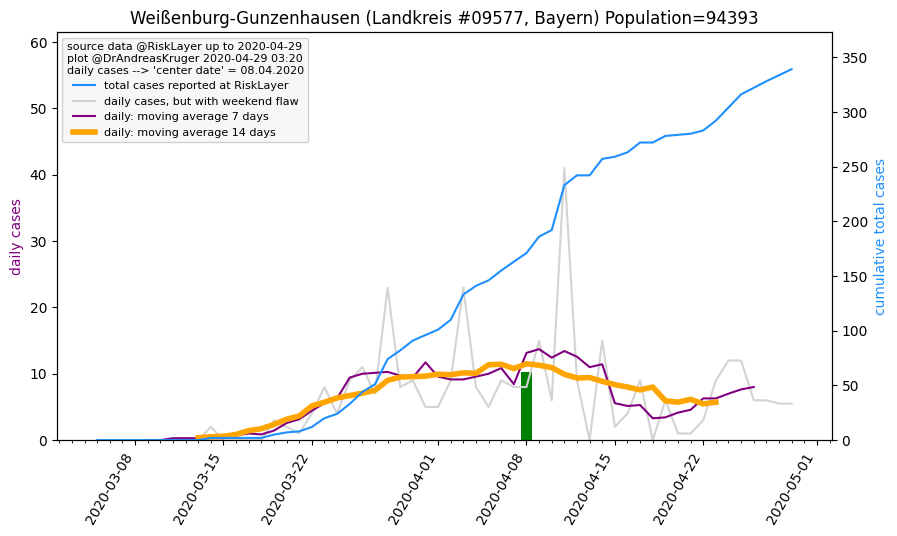 Weißenburg-Gunzenhausen (Landkreis #09577, Bayern) Population=94393
source data @RiskLayer up to 2020-04-29
plot @DrAndreasKruger 2020-04-29 03:20
daily cases --> 'center date' = 08.04.2020
total cases reported at RiskLayer
daily cases, but with weekend flaw
daily: moving average 7 days
daily: moving average 14 days
daily cases
60
50
40
30
20
10
0
cumulative total cases
350
300
250
200
150
100
50
0
2020-03-08
2020-03-15
2020-03-22
2020-04-01
2020-04-08
2020-04-15
2020-04-22
2020-05-01